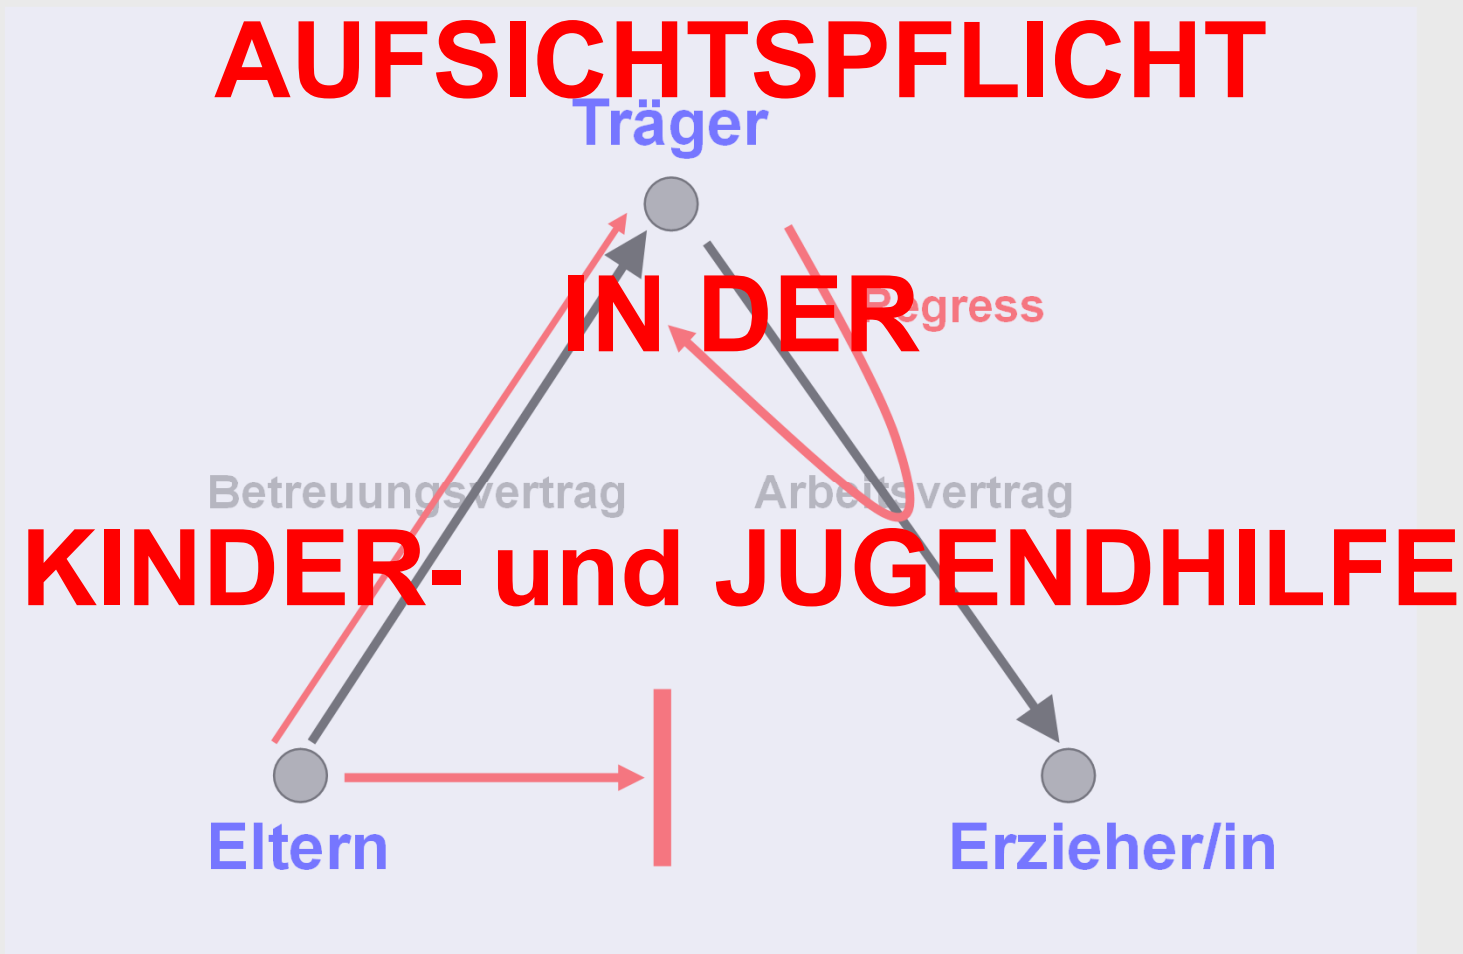 AUFSICHTSPFLICHT
Träger
IN DER
Regress
Betreuungsvertrag
Arbeitsvertrag
KINDER- und JUGENDHILFE
Eltern
Erzieher/in